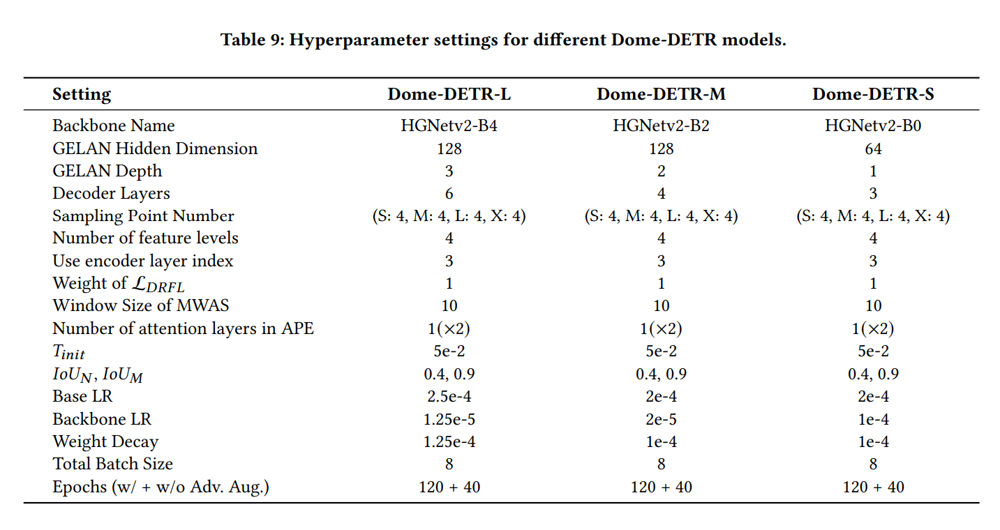 Table 9: Hyperparameter settings for different Dome-DETR models.
Setting Dome-DETR-L Dome-DETR-M Dome-DETR-S
Backbone Name HGNetv2-B4 HGNetv2-B2 HGNetv2-B0
GELAN Hidden Dimension 128 128 64
GELAN Depth 3 2 1
Decoder Layers 6 4 3
Sampling Point Number (S: 4, M: 4, L: 4, X: 4) (S: 4, M: 4, L: 4, X: 4) (S: 4, M: 4, L: 4, X: 4)
Number of feature levels 4 4 4
Use encoder layer index 3 3 3
Weight of ℒ_DRFL 1 1 1
Window Size of MWAS 10 10 10
Number of attention layers in APE 1(×2) 1(×2) 1(×2)
T_init 5e-2 5e-2 5e-2
IoU_N, IoU_M 0.4, 0.9 0.4, 0.9 0.4, 0.9
Base LR 2.5e-4 2e-4 2e-4
Backbone LR 1.25e-5 2e-5 1e-4
Weight Decay 1.25e-4 1e-4 1e-4
Total Batch Size 8 8 8
Epochs (w/ + w/o Adv. Aug.) 120 + 40 120 + 40 120 + 40